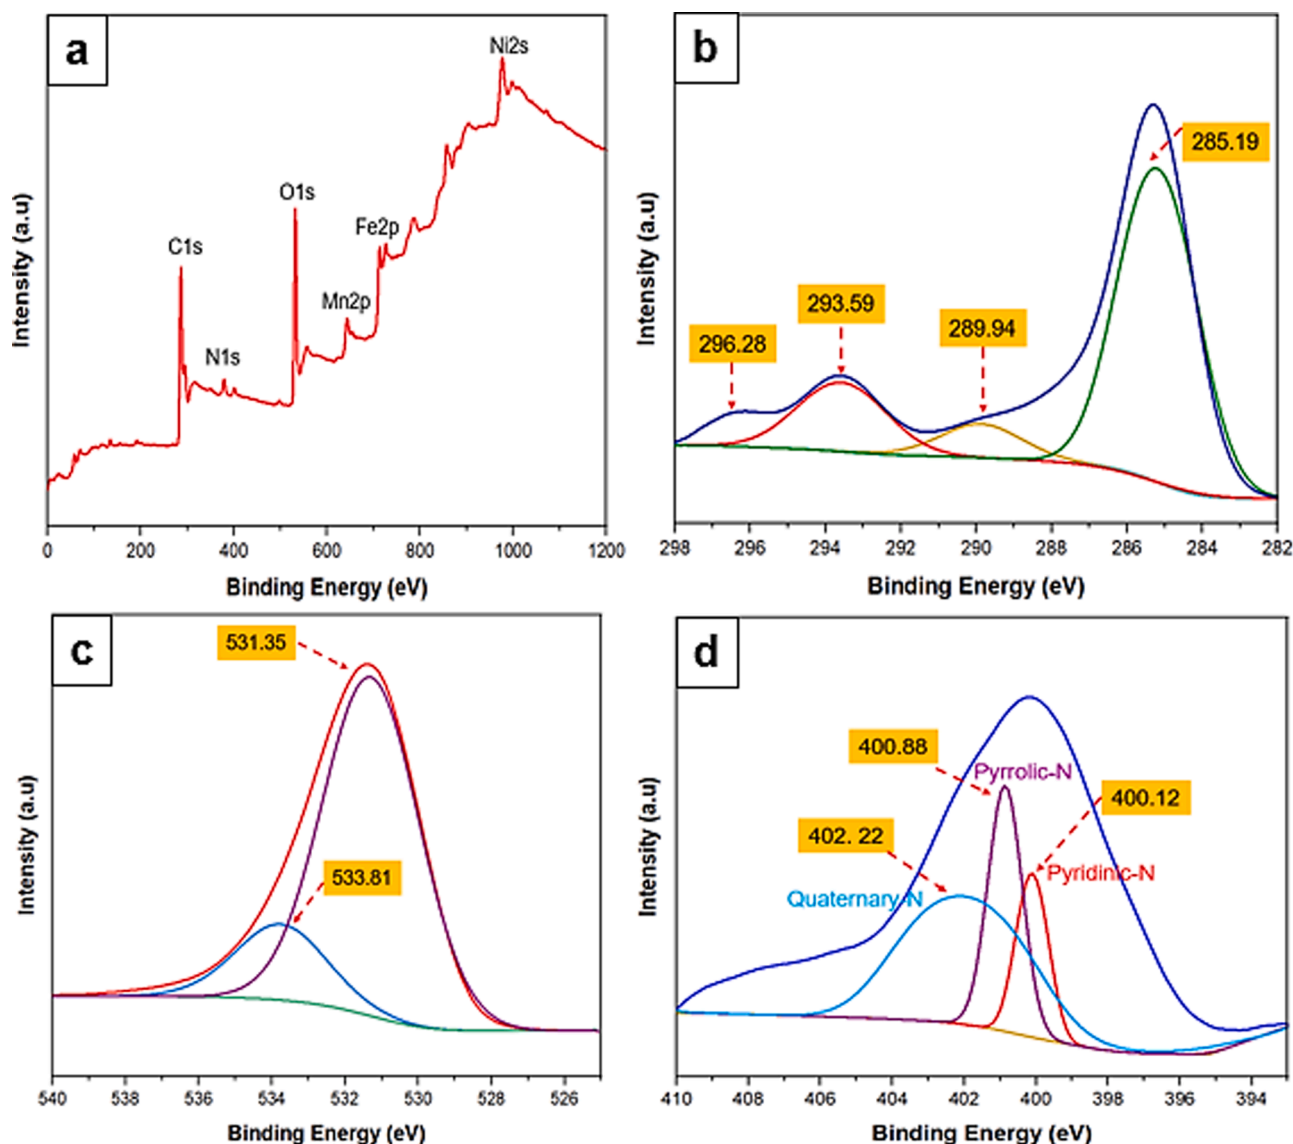 a
Ni2s
O1s
C1s
Fe2p
Mn2p
N1s
Intensity (a.u)
0 200 400 600 800 1000 1200
Binding Energy (eV)
b
285.19
293.59
289.94
296.28
Intensity (a.u)
298 296 294 292 290 288 286 284 282
Binding Energy (eV)
c
531.35
533.81
Intensity (a.u)
540 538 536 534 532 530 528 526
Binding Energy (eV)
d
400.88
Pyrrolic-N
400.12
402. 22
Pyridinic-N
Quaternary-N
Intensity (a.u)
410 408 406 404 402 400 398 396 394
Binding Energy (eV)